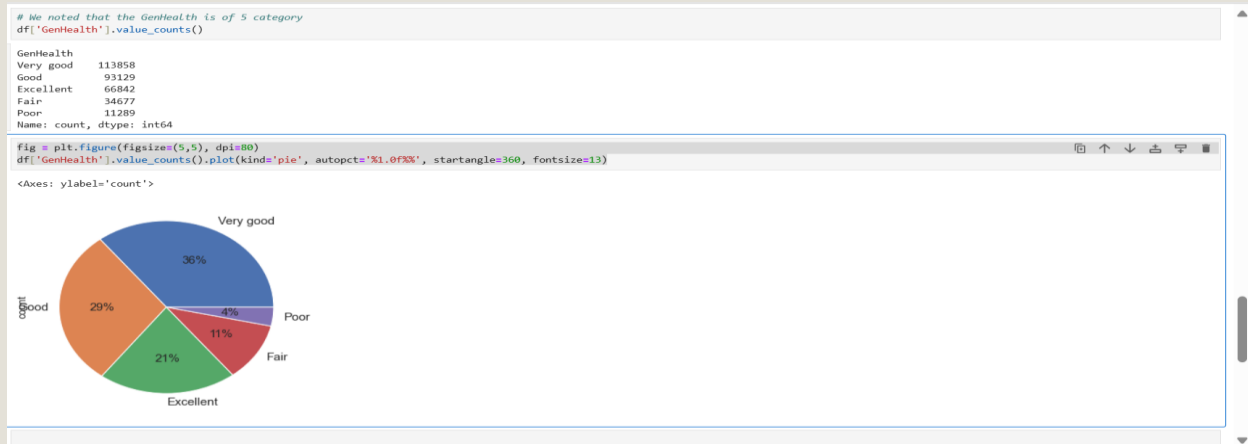 # We noted that the GenHealth is of 5 category
df['GenHealth'].value_counts()
GenHealth
Very good    113858
Good          93129
Excellent     66842
Fair          34677
Poor          11289
Name: count, dtype: int64
fig = plt.figure(figsize=(5,5), dpi=80)
df['GenHealth'].value_counts().plot(kind='pie', autopct='%1.0f%%', startangle=360, fontsize=13)
<Axes: ylabel='count'>
Very good
36%
Good
count
29%
4%
Poor
11%
Fair
21%
Excellent